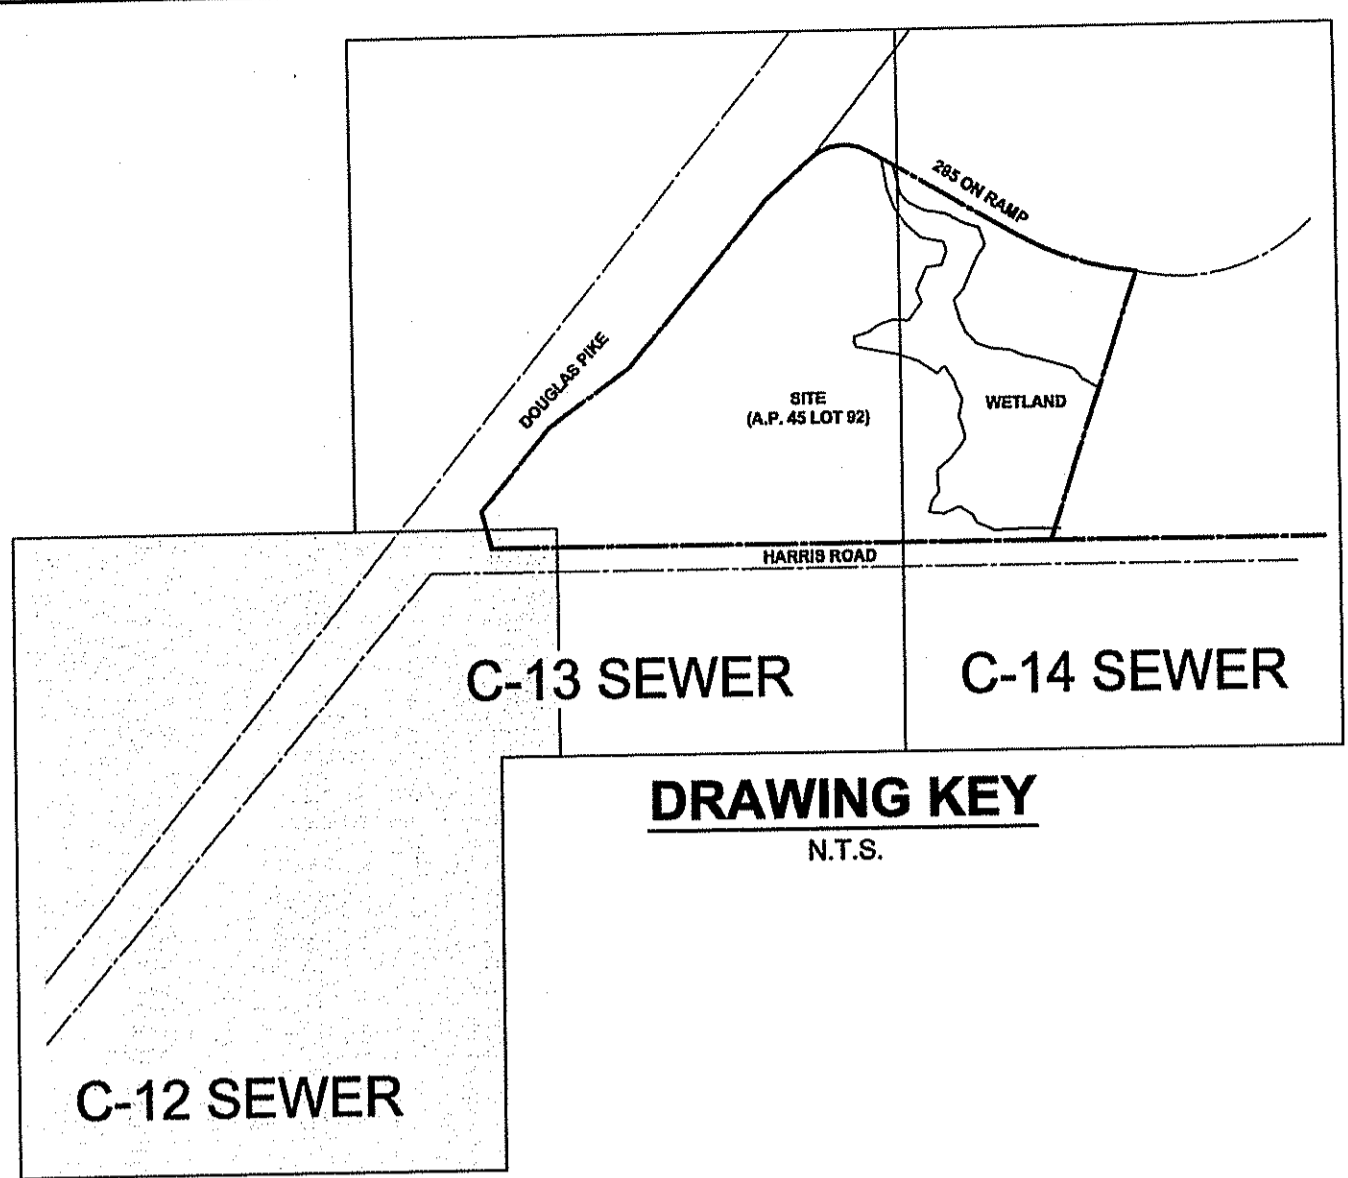 295 ON RAMP
DOUGLAS PIKE
SITE
(A.P. 45 LOT 92)
WETLAND
HARRIS ROAD
C-13 SEWER
C-14 SEWER
DRAWING KEY
N.T.S.
C-12 SEWER